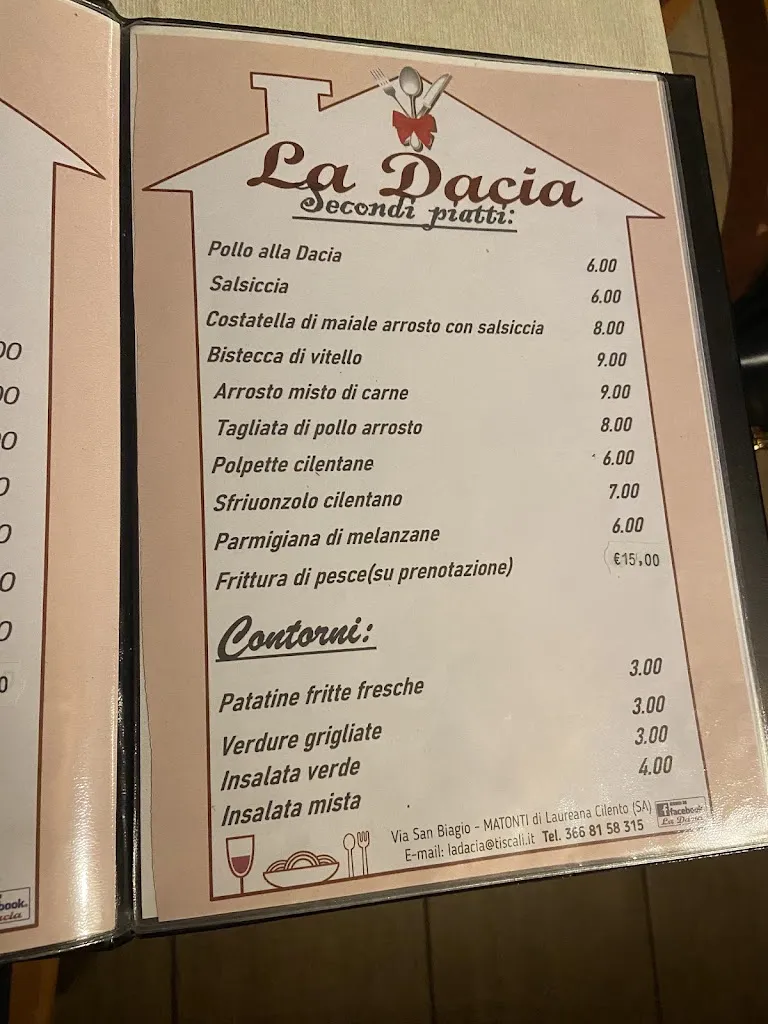 La Dacia
Secondi piatti:
Pollo alla Dacia 6.00
Salsiccia 6.00
Costatella di maiale arrosto con salsiccia 8.00
Bistecca di vitello 9.00
Arrosto misto di carne 9.00
Tagliata di pollo arrosto 8.00
Polpette cilentane 6.00
Sfriuonzolo cilentano 7.00
Parmigiana di melanzane 6.00
Frittura di pesce(su prenotazione) €15,00
Contorni:
Patatine fritte fresche 3.00
Verdure grigliate 3.00
Insalata verde 3.00
Insalata mista 4.00
Via San Biagio - MATONTI di Laureana Cilento (SA)
E-mail: ladacia@tiscali.it Tel. 366 81 58 315
facebook
La Dacia